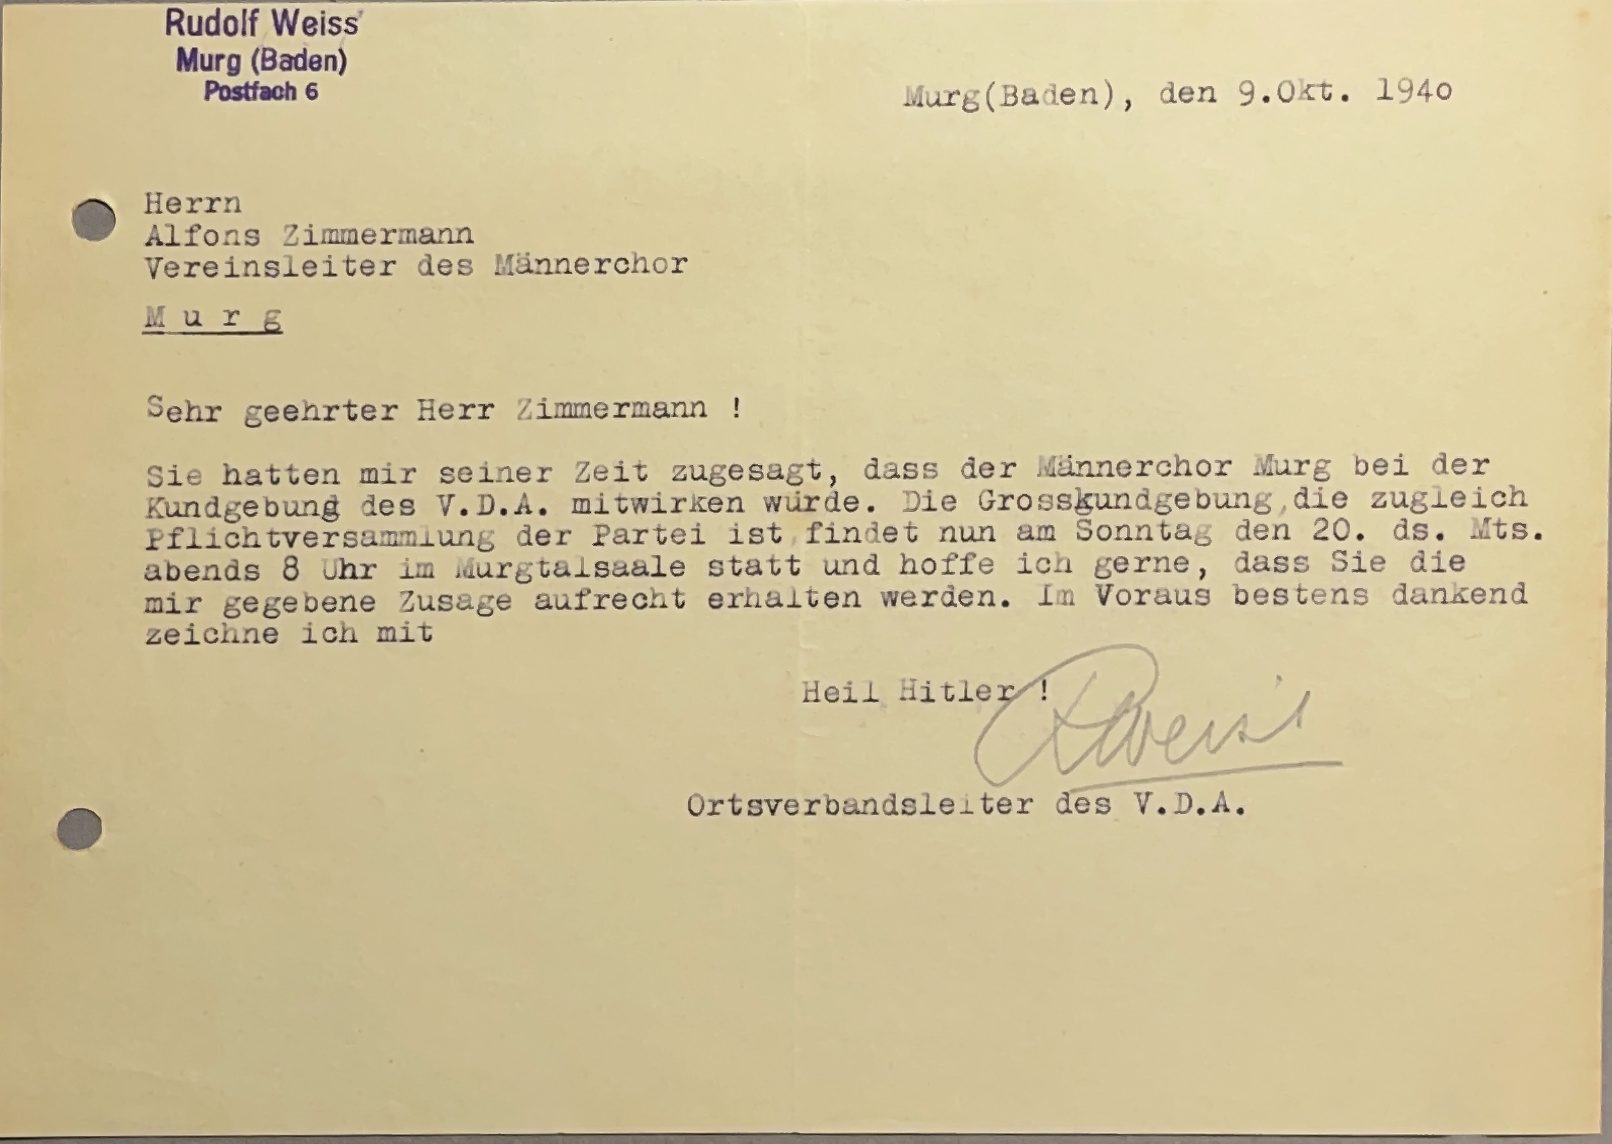 Rudolf Weiss
Murg (Baden)
Postfach 6
Murg(Baden), den 9.Okt. 1940
Herrn
Alfons Zimmermann
Vereinsleiter des Männerchor
M u r g
Sehr geehrter Herr Zimmermann !
Sie hatten mir seiner Zeit zugesagt, dass der Männerchor Murg bei der
Kundgebung des V.D.A. mitwirken würde. Die Grosskundgebung,die zugleich
Pflichtversammlung der Partei ist,findet nun am Sonntag den 20. ds. Mts.
abends 8 Uhr im Murgtalsaale statt und hoffe ich gerne, dass Sie die
mir gegebene Zusage aufrecht erhalten werden. Im Voraus bestens dankend
zeichne ich mit
Heil Hitler !
RWeiss
Ortsverbandsleiter des V.D.A.